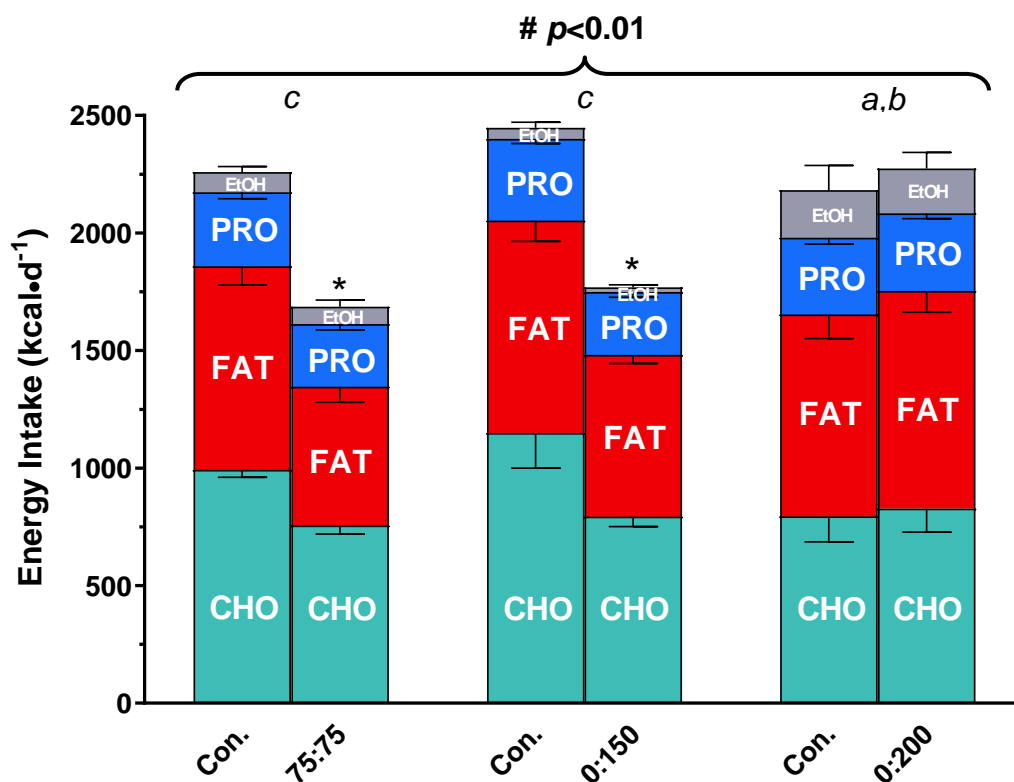 # p<0.01
c c a,b
Energy Intake (kcal•d-1)
2500
2000
1500
1000
500
0
EtOH
PRO
FAT
CHO
*
EtOH
PRO
FAT
CHO
EtOH
PRO
FAT
CHO
*
EtOH
PRO
FAT
CHO
EtOH
PRO
FAT
CHO
EtOH
PRO
FAT
CHO
Con. 75:75 Con. 0:150 Con. 0:200